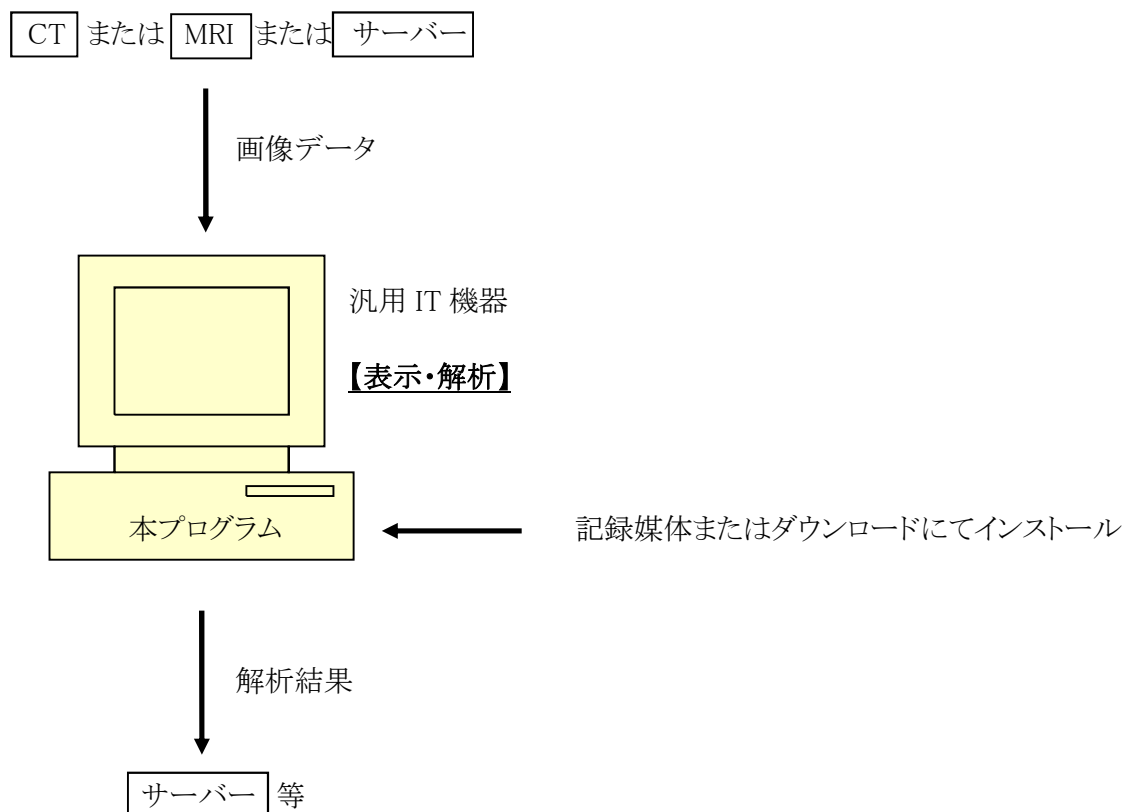 CT または MRI または サーバー
画像データ
汎用 IT 機器
【表示・解析】
本プログラム
記録媒体またはダウンロードにてインストール
解析結果
サーバー 等